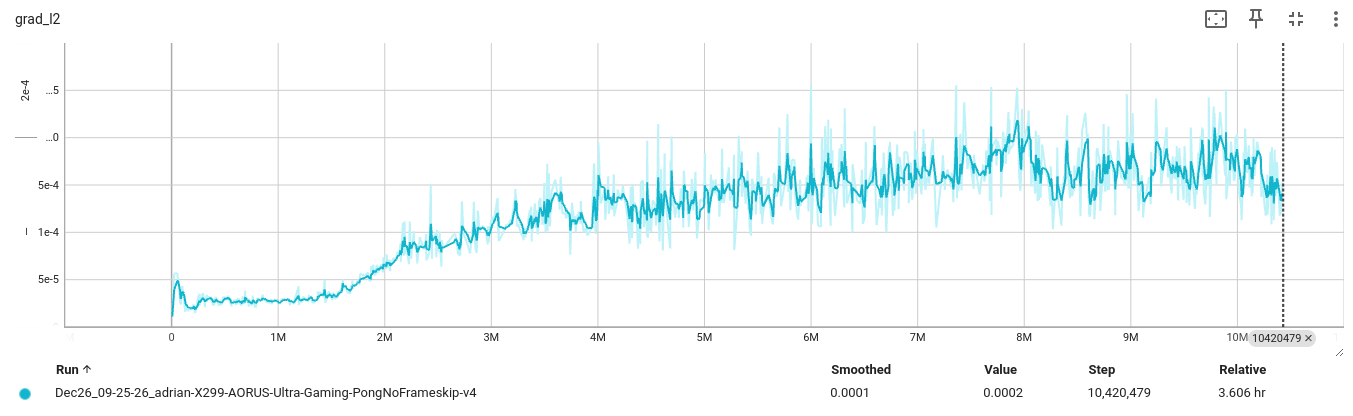 grad_l2
2e-4
...5
...0
5e-4
1e-4
5e-5
0 1M 2M 3M 4M 5M 6M 7M 8M 9M 10M 10420479 ×
Run ↑ Smoothed Value Step Relative
Dec26_09-25-26_adrian-X299-AORUS-Ultra-Gaming-PongNoFrameskip-v4 0.0001 0.0002 10,420,479 3.606 hr